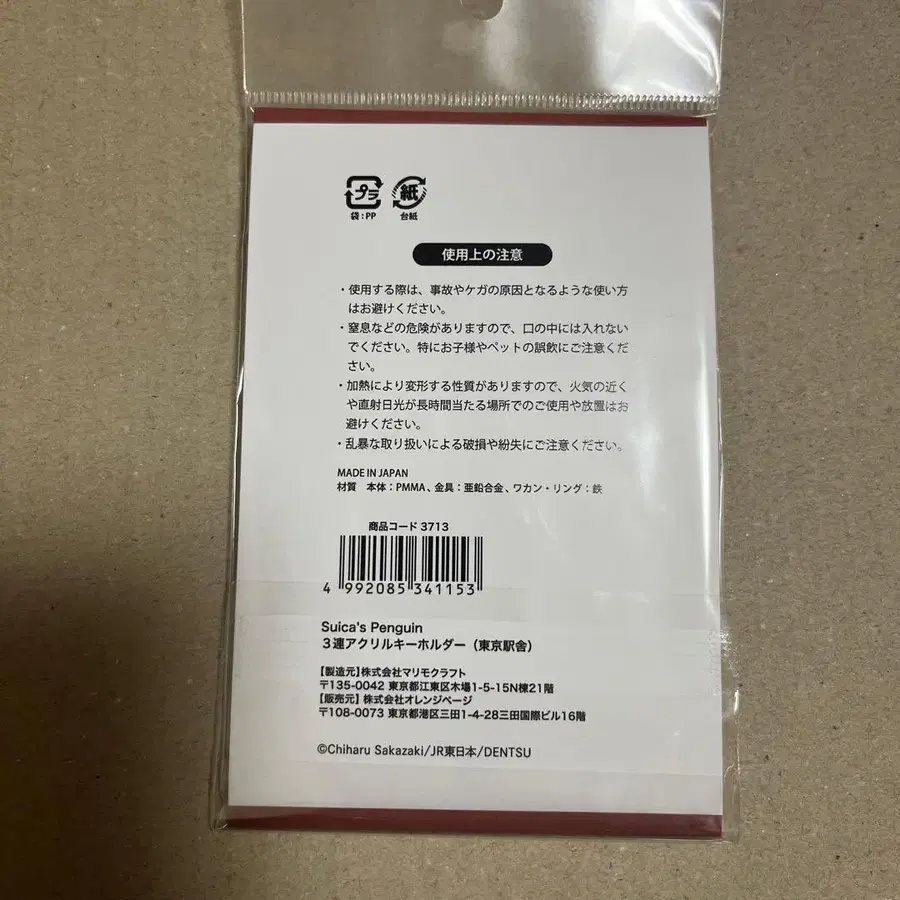 プラ 紙
袋：PP 台紙
使用上の注意
・使用する際は、事故やケガの原因となるような使い方
はお避けください。
・窒息などの危険がありますので、口の中には入れない
でください。特にお子様やペットの誤飲にご注意くだ
さい。
・加熱により変形する性質がありますので、火気の近く
や直射日光が長時間当たる場所でのご使用や放置はお
避けください。
・乱暴な取り扱いによる破損や紛失にご注意ください。
MADE IN JAPAN
材質　本体：PMMA、金具：亜鉛合金、ワカン・リング：鉄
商品コード 3713
4 992085 341153
Suica's Penguin
３連アクリルキーホルダー（東京駅舎）
【製造元】株式会社マリモクラフト
〒135-0042 東京都江東区木場1-5-15N棟21階
【販売元】株式会社オレンジページ
〒108-0073 東京都港区三田1-4-28三田国際ビル16階
©Chiharu Sakazaki/JR東日本/DENTSU